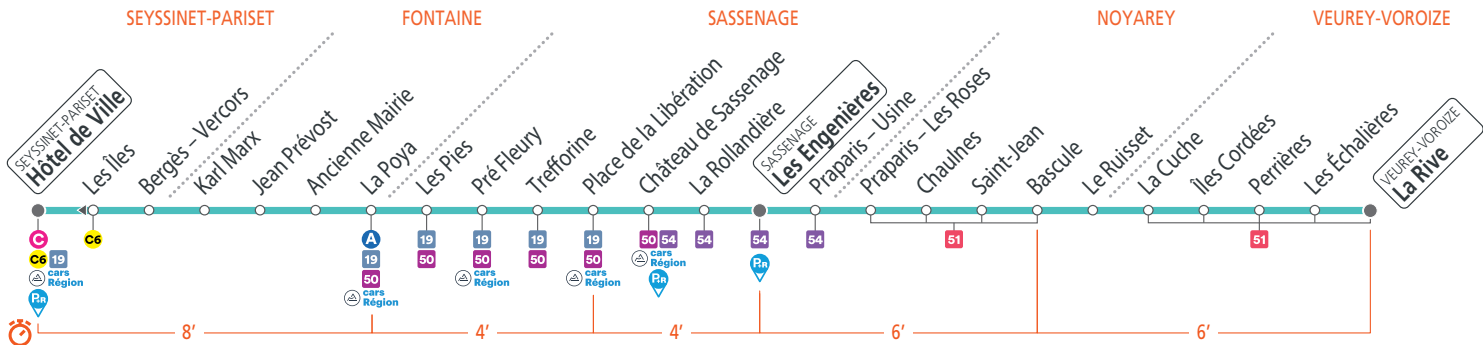 SEYSSINET-PARISET
FONTAINE
SASSENAGE
NOYAREY
VEUREY-VOROIZE
SEYSSINET-PARISET
Hôtel de Ville
Les Îles
Bergès – Vercors
Karl Marx
Jean Prévost
Ancienne Mairie
La Poya
Les Pies
Pré Fleury
Trefforine
Place de la Libération
Château de Sassenage
La Rollandière
SASSENAGE
Les Engenières
Praparis – Usine
Praparis – Les Roses
Chaulnes
Saint-Jean
Bascule
Le Ruisset
La Cuche
Îles Cordées
Perrières
Les Échalières
VEUREY-VOROIZE
La Rive
C
C6 19
cars
Région
P+R
C6
A
19
50
cars
Région
19
50
19
50
cars
Région
19
50
19
50
cars
Région
50 54
cars
Région
P+R
54
54
P+R
54
51
51
8’
4’
4’
6’
6’